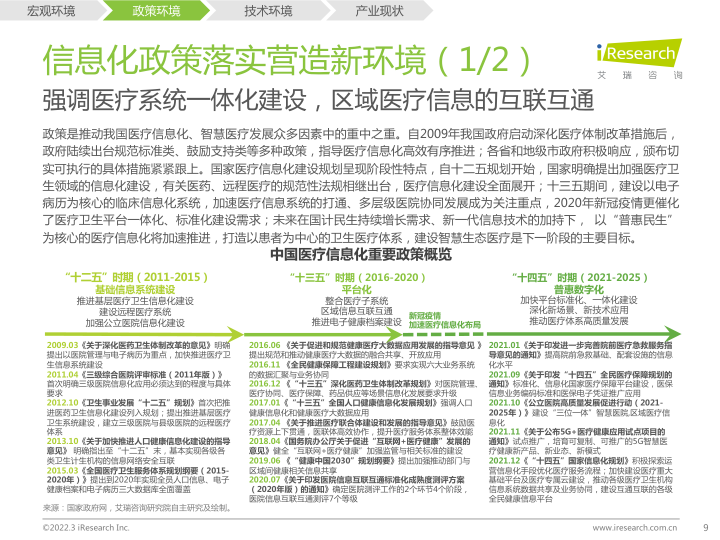 宏观环境
政策环境
技术环境
产业现状
信息化政策落实营造新环境（1/2）
iResearch
艾 瑞 咨 询
强调医疗系统一体化建设，区域医疗信息的互联互通
政策是推动我国医疗信息化、智慧医疗发展众多因素中的重中之重。自2009年我国政府启动深化医疗体制改革措施后，
政府陆续出台规范标准类、鼓励支持类等多种政策，指导医疗信息化高效有序推进；各省和地级市政府积极响应，颁布切
实可执行的具体措施紧紧跟上。国家医疗信息化建设规划呈现阶段性特点，自十二五规划开始，国家明确提出加强医疗卫
生领域的信息化建设，有关医药、远程医疗的规范性法规相继出台，医疗信息化建设全面展开；十三五期间，建设以电子
病历为核心的临床信息化系统，加速医疗信息系统的打通、多层级医院协同发展成为关注重点，2020年新冠疫情更催化
了医疗卫生平台一体化、标准化建设需求；未来在国计民生持续增长需求、新一代信息技术的加持下， 以“普惠民生”
为核心的医疗信息化将加速推进，打造以患者为中心的卫生医疗体系，建设智慧生态医疗是下一阶段的主要目标。
中国医疗信息化重要政策概览
“十二五”时期（2011-2015）
基础信息系统建设
推进基层医疗卫生信息化建设
建设远程医疗系统
加强公立医院信息化建设
“十三五”时期（2016-2020）
平台化
整合医疗子系统
区域信息互联互通
推进电子健康档案建设
新冠疫情
加速医疗信息化布局
“十四五”时期（2021-2025）
普惠数字化
加快平台标准化、一体化建设
深化新场景、新技术应用
推动医疗体系高质量发展
2009.03《关于深化医药卫生体制改革的意见》明确
提出以医院管理与电子病历为重点，加快推进医疗卫
生信息系统建设
2011.04《三级综合医院评审标准（2011年版）》
首次明确三级医院信息化应用必须达到的程度与具体
要求
2012.10《卫生事业发展“十二五”规划》首次把推
进医药卫生信息化建设列入规划；提出推进基层医疗
卫生系统建设，建立三级医院与县级医院的远程医疗
体系
2013.10《关于加快推进人口健康信息化建设的指导
意见》 明确指出至“十二五”末，基本实现各级各
类卫生计生机构的信息网络安全互联
2015.03《全国医疗卫生服务体系规划纲要（2015-
2020年）》提出到2020年实现全员人口信息、电子
健康档案和电子病历三大数据库全面覆盖
2016.06 《关于促进和规范健康医疗大数据应用发展的指导意见 》
提出规范和推动健康医疗大数据的融合共享、开放应用
2016.11 《全民健康保障工程建设规划》要求实现六大业务系统
的数据汇聚与业务协同
2016.12 《 “十三五”深化医药卫生体制改革规划》对医院管理、
医疗协同、医疗保障、药品供应等场景信息化发展要求升级
2017.01 《“十三五”全国人口健康信息化发展规划》强调人口
健康信息化和健康医疗大数据应用
2017.04《关于推进医疗联合体建设和发展的指导意见》鼓励医
疗资源上下贯通，医联体高效协作，提升医疗服务体系整体效能
2018.04《国务院办公厅关于促进“互联网+医疗健康”发展的
意见》健全“互联网+医疗健康”加强监管与相关标准的建设
2019.06 《“健康中国2030”规划纲要》提出加强推动部门与
区域间健康相关信息共享
2020.07《关于印发医院信息互联互通标准化成熟度测评方案
（2020年版）的通知》确定医院测评工作的2个环节4个阶段，
医院信息互联互通测评7个等级
2021.01《关于印发进一步完善院前医疗急救服务指
导意见的通知》提高院前急救基础、配套设施的信息
化水平
2021.09《关于印发“十四五”全民医疗保障规划的
通知》标准化、信息化国家医疗保障平台建设，医保
信息业务编码标准和医保电子凭证推广应用
2021.10《公立医院高质量发展促进行动（2021-
2025年）》建设“三位一体”智慧医院,区域医疗信
息化
2021.11《关于公布5G+医疗健康应用试点项目的
通知》试点推广，培育可复制、可推广的5G智慧医
疗健康新产品、新业态、新模式
2021.12《“十四五”国家信息化规划》积极探索运
营信息化手段优化医疗服务流程；加快建设医疗重大
基础平台及医疗专属云建设，推动各级医疗卫生机构
信息系统数据共享及业务协同，建设互通互联的各级
全民健康信息平台
来源：国家政府网，艾瑞咨询研究院自主研究及绘制。
©2022.3 iResearch Inc.
www.iresearch.com.cn
9